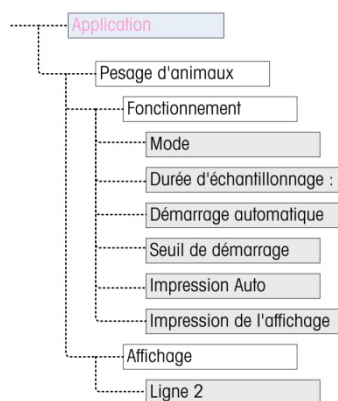 Application
Pesage d'animaux
Fonctionnement
Mode
Durée d'échantillonnage :
Démarrage automatique
Seuil de démarrage
Impression Auto
Impression de l'affichage
Affichage
Ligne 2